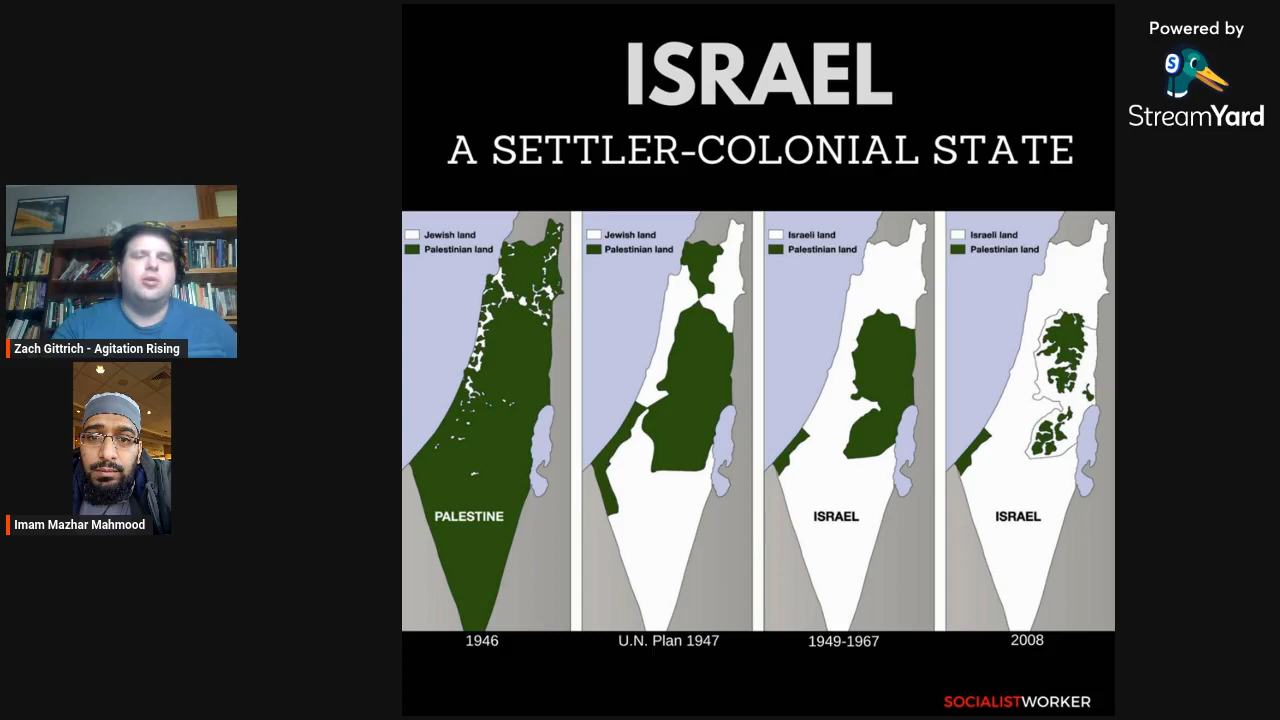 Powered by
S
StreamYard
ISRAEL
A SETTLER-COLONIAL STATE
Jewish land
Palestinian land
PALESTINE
1946
Jewish land
Palestinian land
U.N. Plan 1947
Israeli land
Palestinian land
ISRAEL
1949-1967
Israeli land
Palestinian land
ISRAEL
2008
SOCIALISTWORKER
Zach Gittrich - Agitation Rising
Imam Mazhar Mahmood